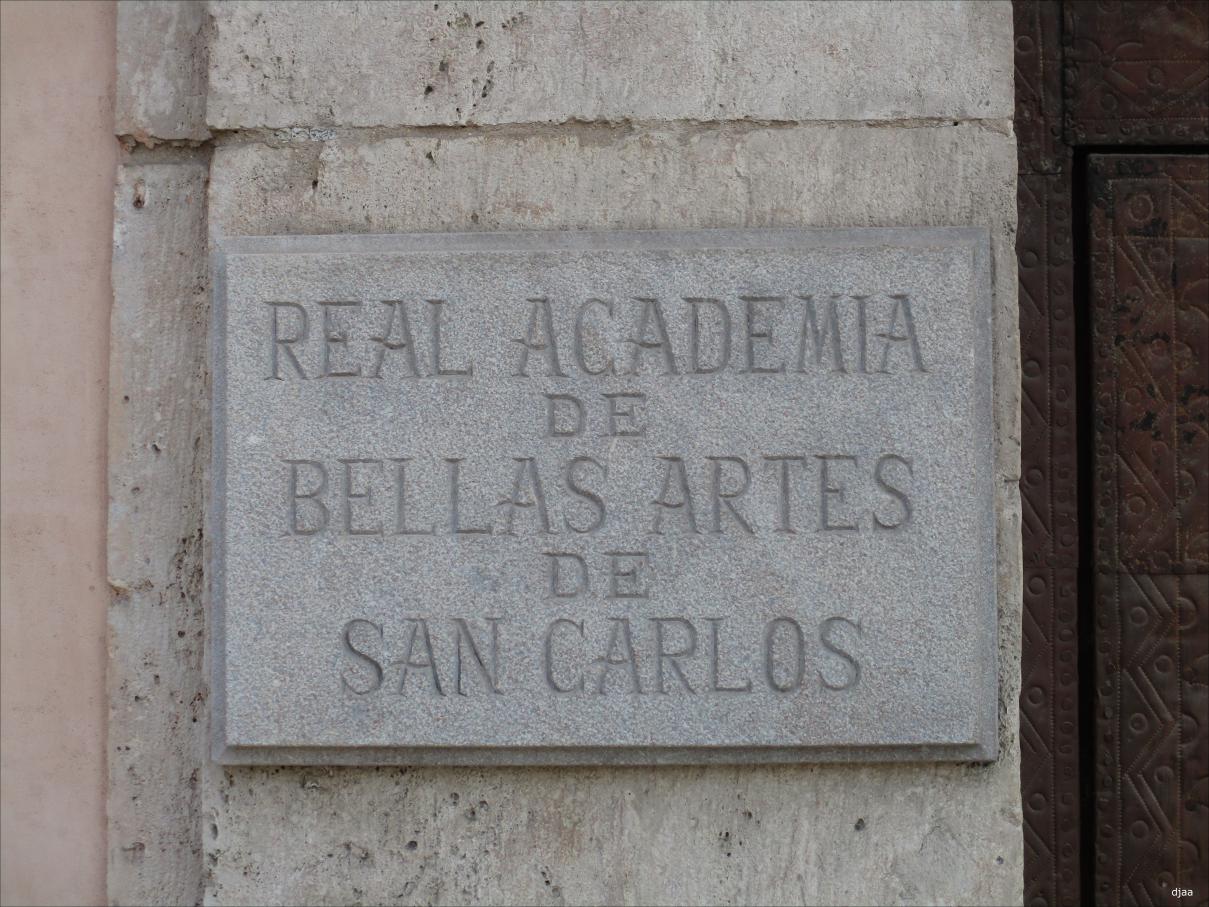 REAL ACADEMIA
DE
BELLAS ARTES
DE
SAN CARLOS
djaa